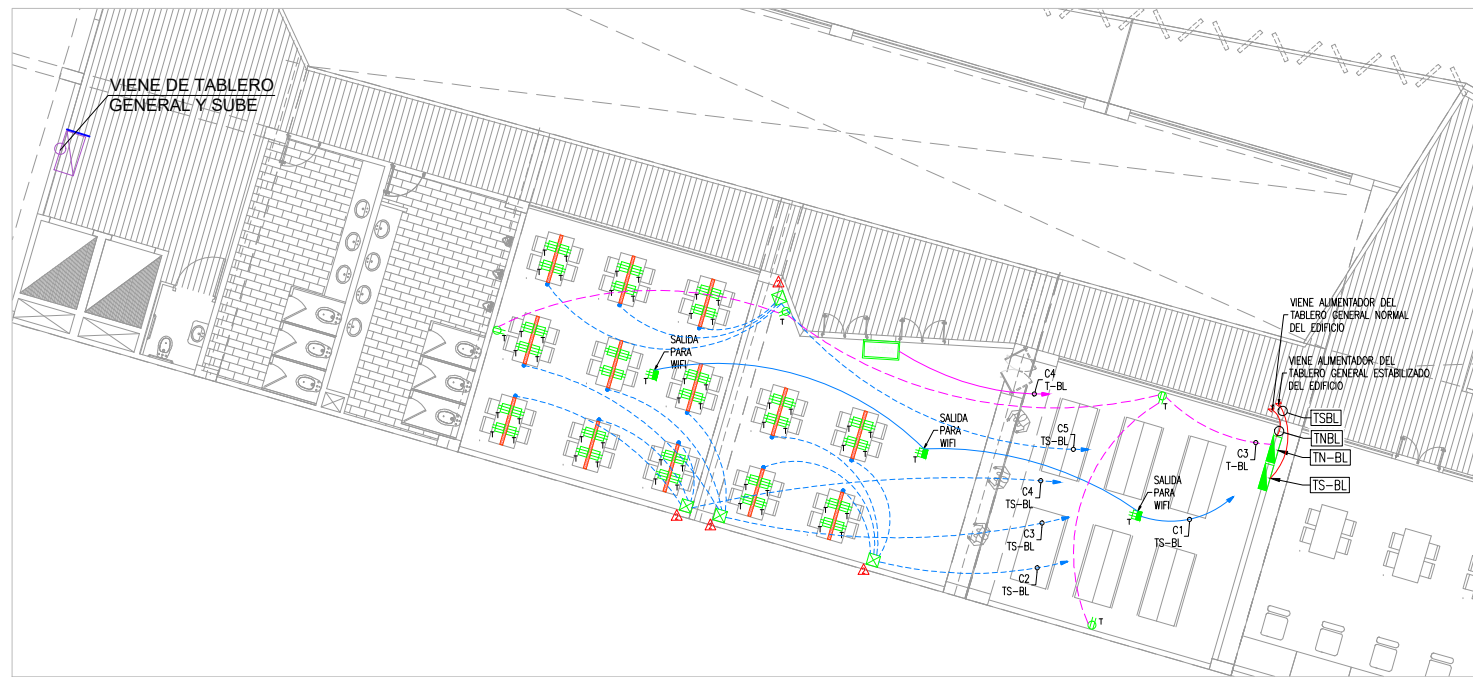 VIENE DE TABLERO
GENERAL Y SUBE
VIENE ALIMENTADOR DEL
TABLERO GENERAL NORMAL
DEL EDIFICIO
VIENE ALIMENTADOR DEL
TABLERO GENERAL ESTABILIZADO
DEL EDIFICIO
TSBL
TNBL
TN-BL
TS-BL
SALIDA
PARA
WIFI
T
SALIDA
PARA
WIFI
T
SALIDA
PARA
WIFI
T
C4
T-BL
C5
TS-BL
C3
T-BL
C4
TS-BL
C3
TS-BL
C1
TS-BL
C2
TS-BL
T
T
T
T